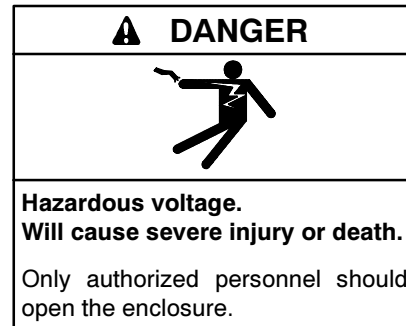 DANGER
Hazardous voltage.
Will cause severe injury or death.
Only authorized personnel should
open the enclosure.